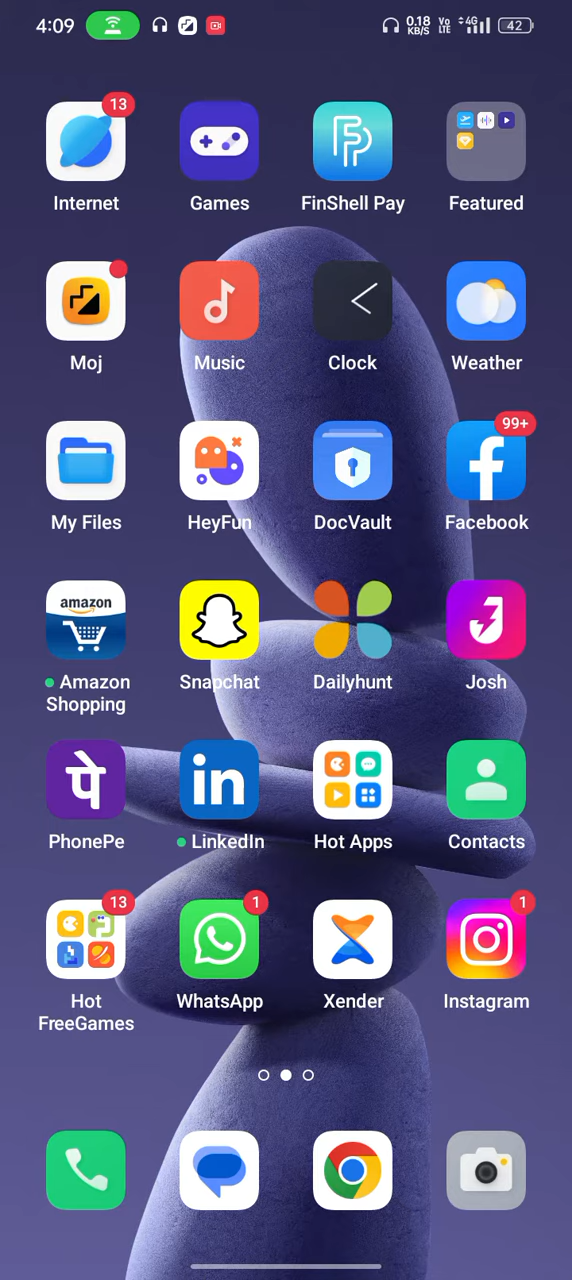 4:09
0.18
KB/S
Vo
LTE
4G
42
13
Internet
Games
FinShell Pay
Featured
Moj
Music
Clock
Weather
99+
My Files
HeyFun
DocVault
Facebook
amazon
Amazon
Shopping
Snapchat
Dailyhunt
Josh
पे
in
PhonePe
LinkedIn
Hot Apps
Contacts
13
1
1
Hot
FreeGames
WhatsApp
Xender
Instagram